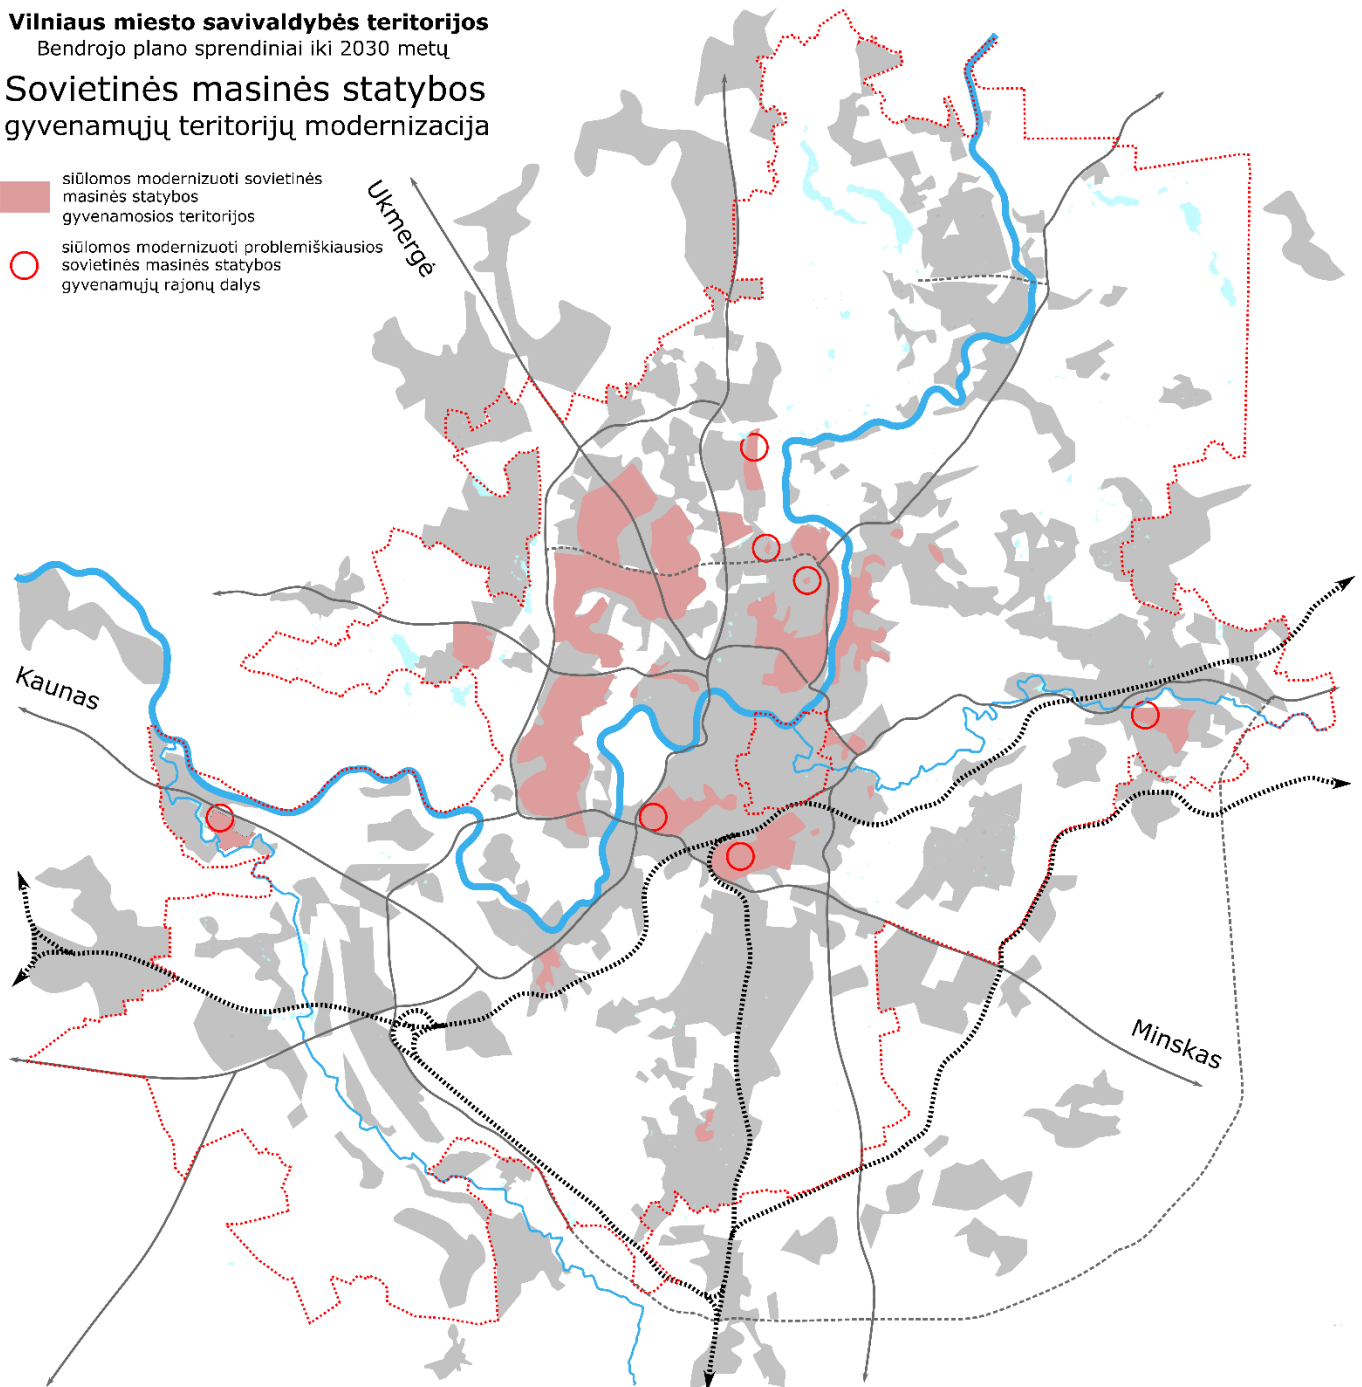 Vilniaus miesto savivaldybės teritorijos
Bendrojo plano sprendiniai iki 2030 metų
Sovietinės masinės statybos
gyvenamųjų teritorijų modernizacija
siūlomos modernizuoti sovietinės
masinės statybos
gyvenamosios teritorijos
siūlomos modernizuoti problemiškiausios
sovietinės masinės statybos
gyvenamųjų rajonų dalys
Ukmergė
Kaunas
Minskas